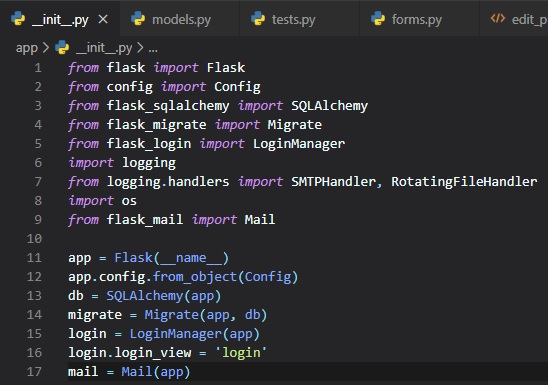 __init__.py × models.py tests.py forms.py <> edit_p
app > __init__.py > ...
1 from flask import Flask
2 from config import Config
3 from flask_sqlalchemy import SQLAlchemy
4 from flask_migrate import Migrate
5 from flask_login import LoginManager
6 import logging
7 from logging.handlers import SMTPHandler, RotatingFileHandler
8 import os
9 from flask_mail import Mail
10
11 app = Flask(__name__)
12 app.config.from_object(Config)
13 db = SQLAlchemy(app)
14 migrate = Migrate(app, db)
15 login = LoginManager(app)
16 login.login_view = 'login'
17 mail = Mail(app)